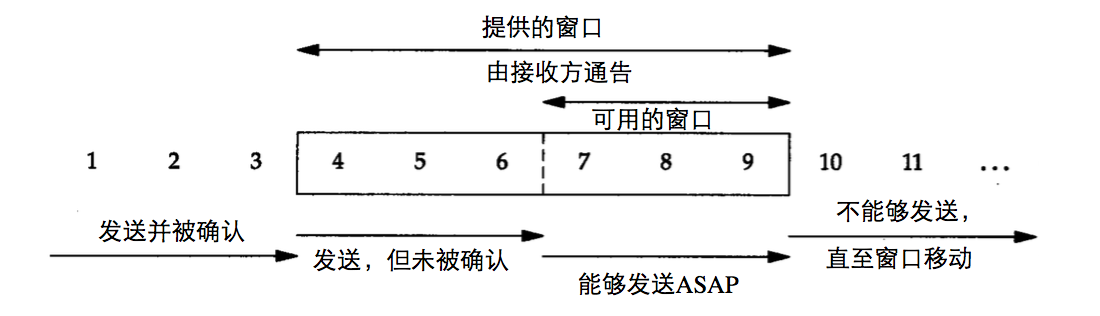 提供的窗口
由接收方通告
可用的窗口
1 2 3 4 5 6 7 8 9 10 11 ...
发送并被确认
发送，但未被确认
能够发送ASAP
不能够发送，
直至窗口移动